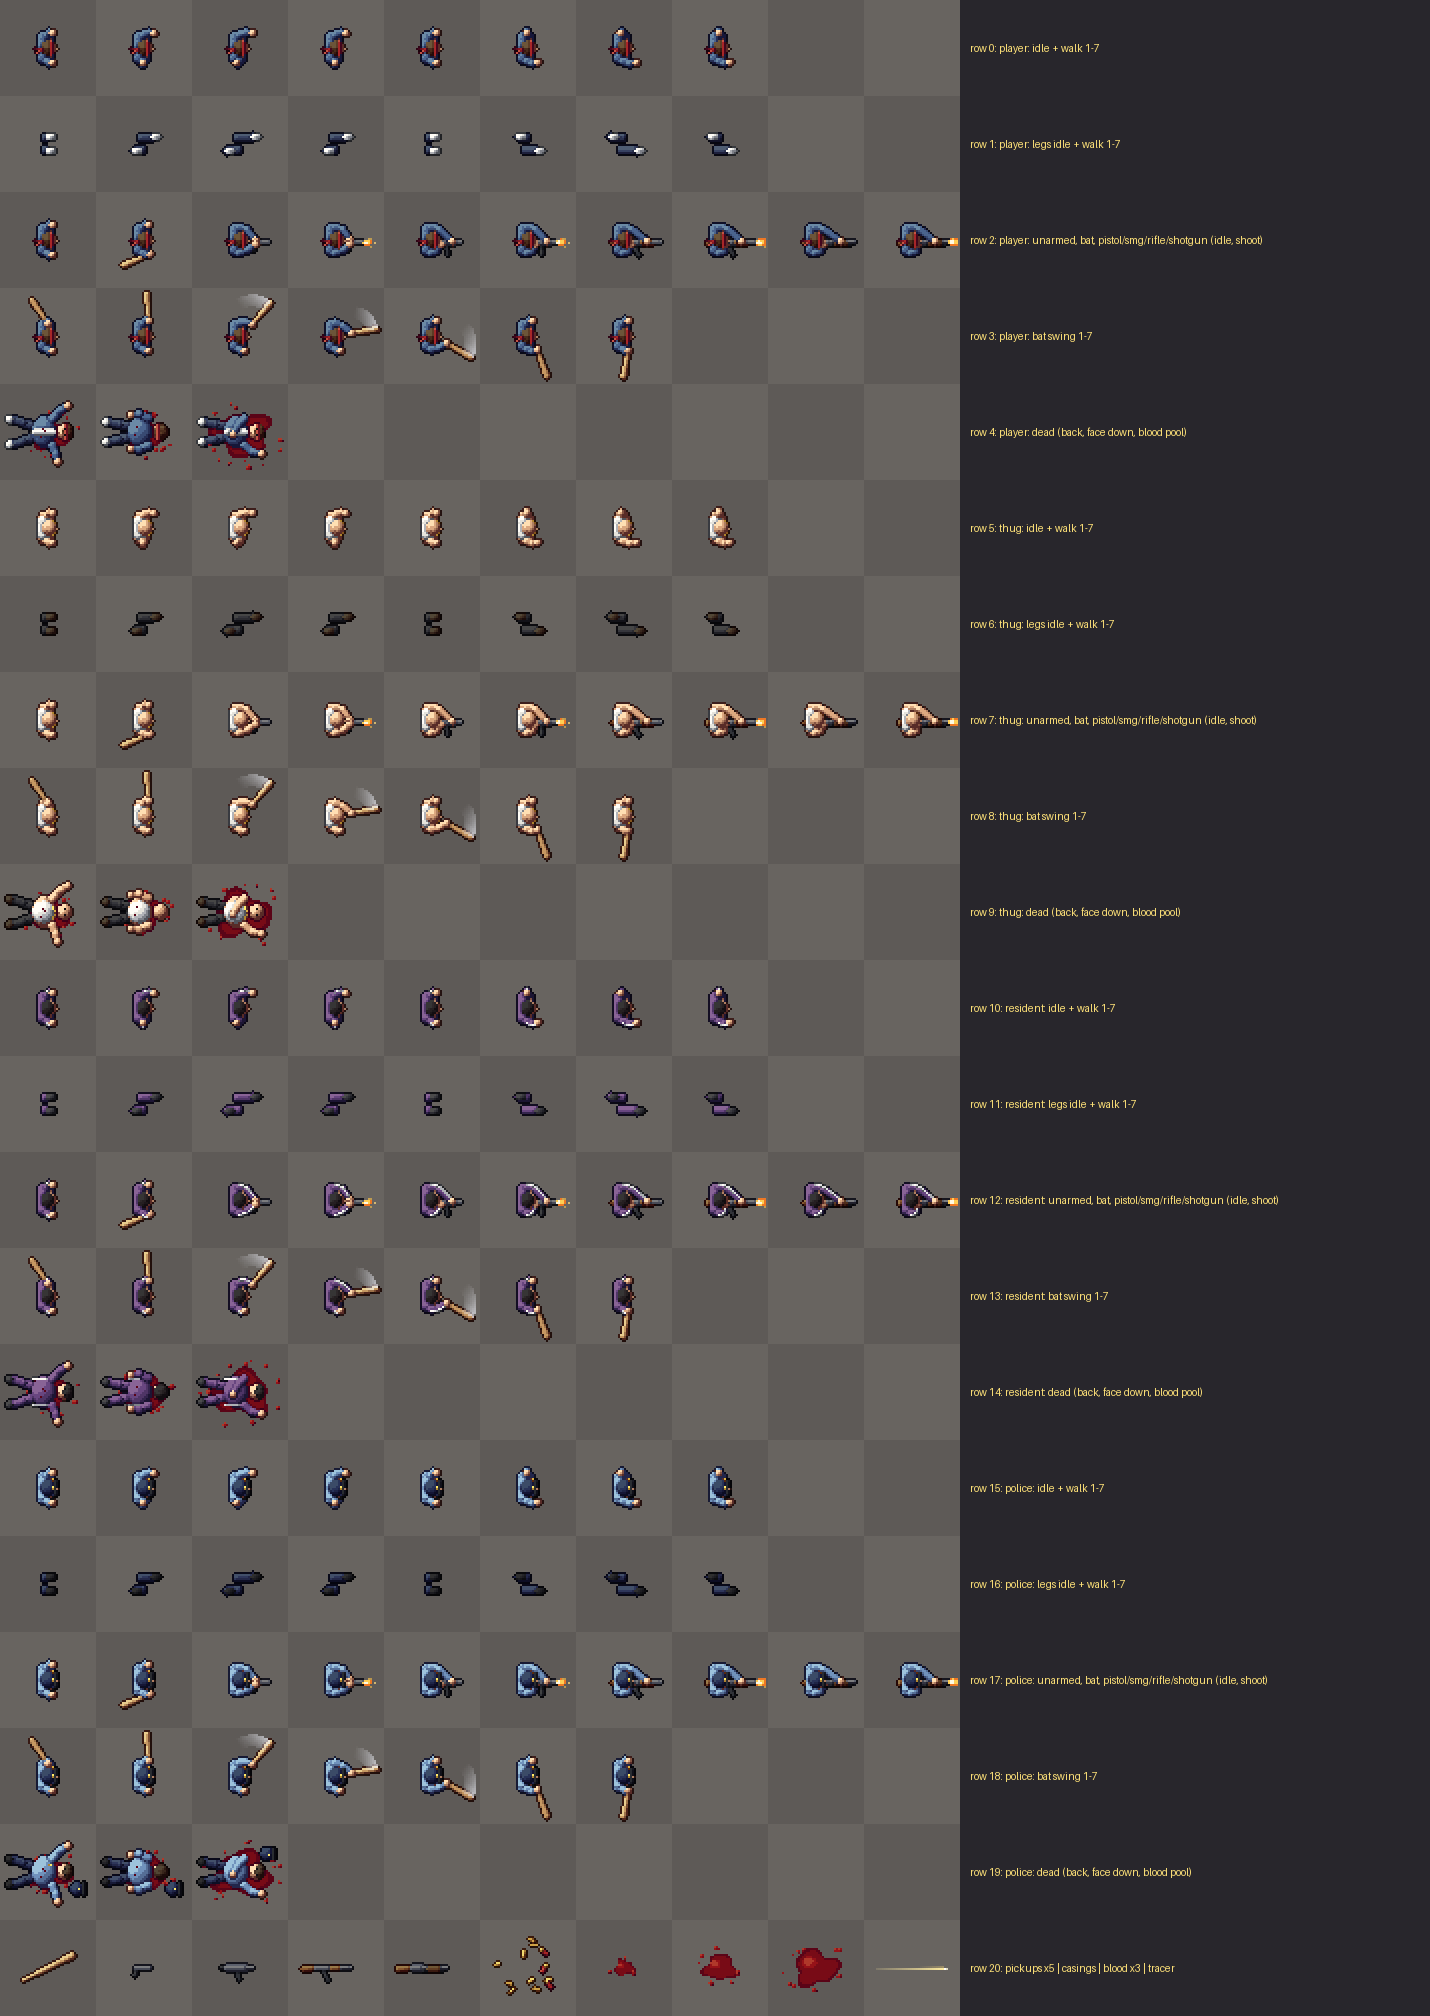 row 0: player: idle + walk 1-7
row 1: player: legs idle + walk 1-7
row 2: player: unarmed, bat, pistol/smg/rifle/shotgun (idle, shoot)
row 3: player: bat swing 1-7
row 4: player: dead (back, face down, blood pool)
row 5: thug: idle + walk 1-7
row 6: thug: legs idle + walk 1-7
row 7: thug: unarmed, bat, pistol/smg/rifle/shotgun (idle, shoot)
row 8: thug: bat swing 1-7
row 9: thug: dead (back, face down, blood pool)
row 10: resident: idle + walk 1-7
row 11: resident: legs idle + walk 1-7
row 12: resident: unarmed, bat, pistol/smg/rifle/shotgun (idle, shoot)
row 13: resident: bat swing 1-7
row 14: resident: dead (back, face down, blood pool)
row 15: police: idle + walk 1-7
row 16: police: legs idle + walk 1-7
row 17: police: unarmed, bat, pistol/smg/rifle/shotgun (idle, shoot)
row 18: police: bat swing 1-7
row 19: police: dead (back, face down, blood pool)
row 20: pickups x5 | casings | blood x3 | tracer